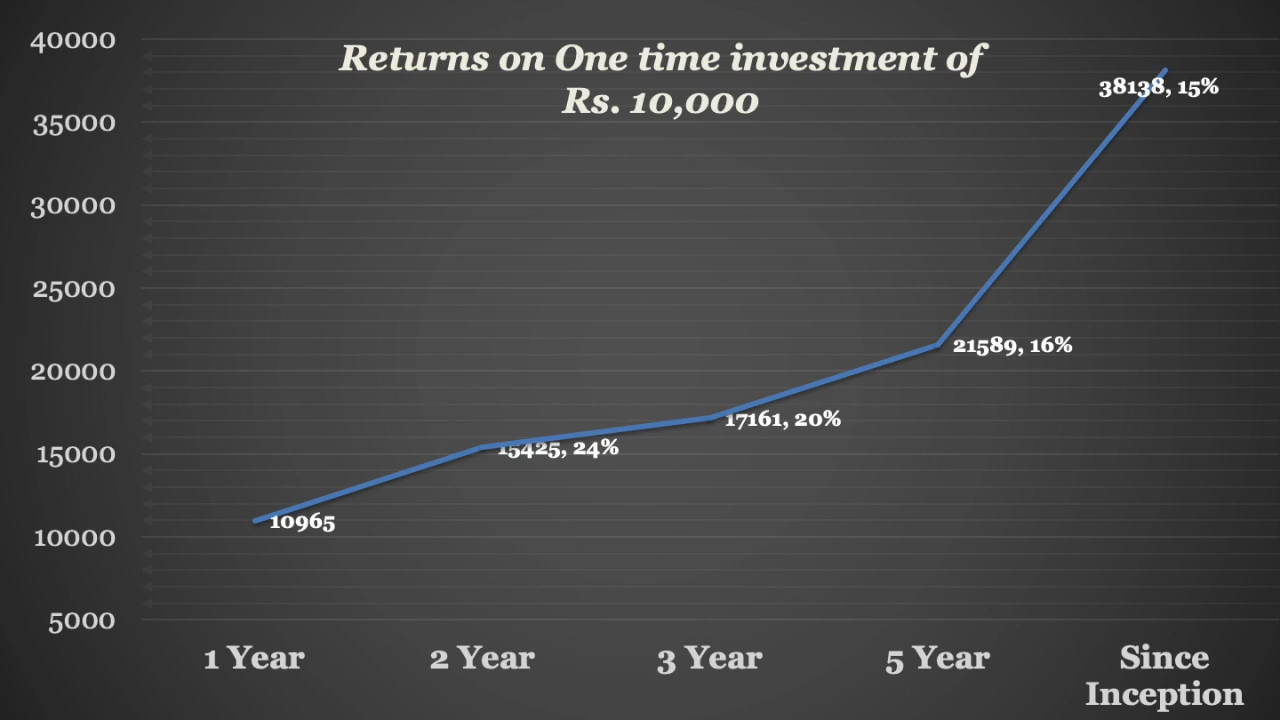 Returns on One time investment of
Rs. 10,000
40000
35000
30000
25000
20000
15000
10000
5000
38138, 15%
21589, 16%
17161, 20%
15425, 24%
10965
1 Year
2 Year
3 Year
5 Year
Since
Inception